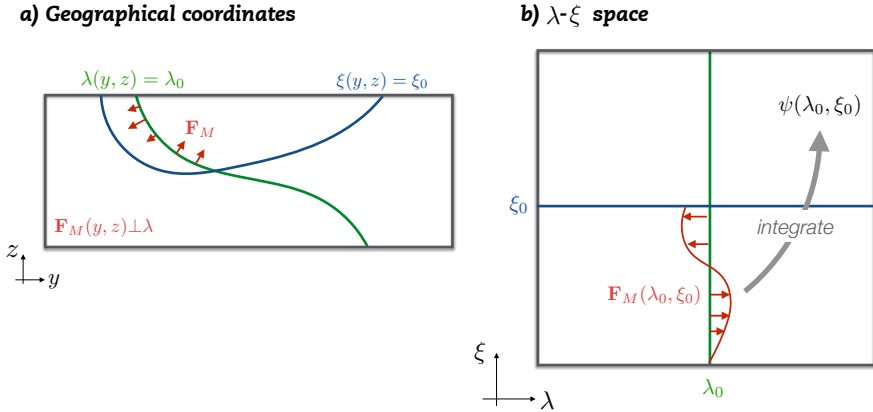 a) Geographical coordinates
λ(y, z) = λ₀
ξ(y, z) = ξ₀
F_M
F_M(y, z)⊥λ
z
y
b) λ-ξ space
ψ(λ₀, ξ₀)
ξ₀
integrate
F_M(λ₀, ξ₀)
ξ
λ
λ₀